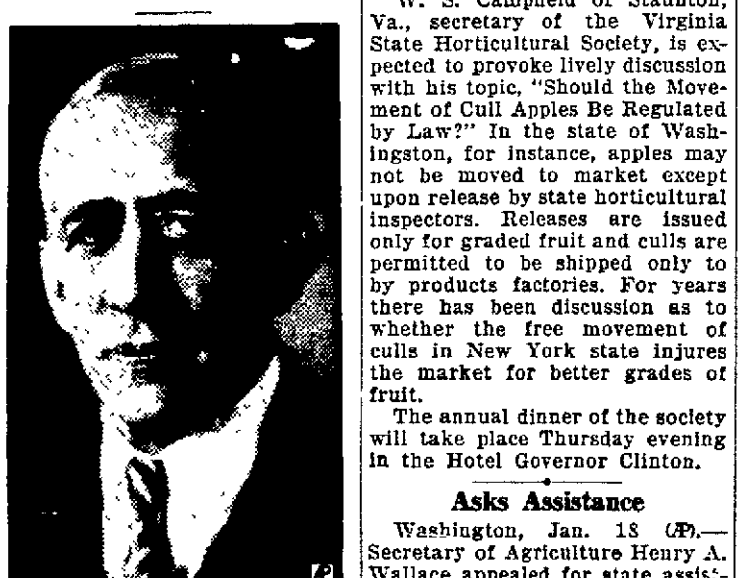 W. S. Campfield of Staunton,
Va., secretary of the Virginia
State Horticultural Society, is ex-
pected to provoke lively discussion
with his topic, "Should the Move-
ment of Cull Apples Be Regulated
by Law?" In the state of Wash-
ingston, for instance, apples may
not be moved to market except
upon release by state horticultural
inspectors. Releases are issued
only for graded fruit and culls are
permitted to be shipped only to
by products factories. For years
there has been discussion as to
whether the free movement of
culls in New York state injures
the market for better grades of
fruit.
The annual dinner of the society
will take place Thursday evening
in the Hotel Governor Clinton.
Asks Assistance
Washington, Jan. 18 (AP).—
Secretary of Agriculture Henry A.
Wallace appealed for state assis-